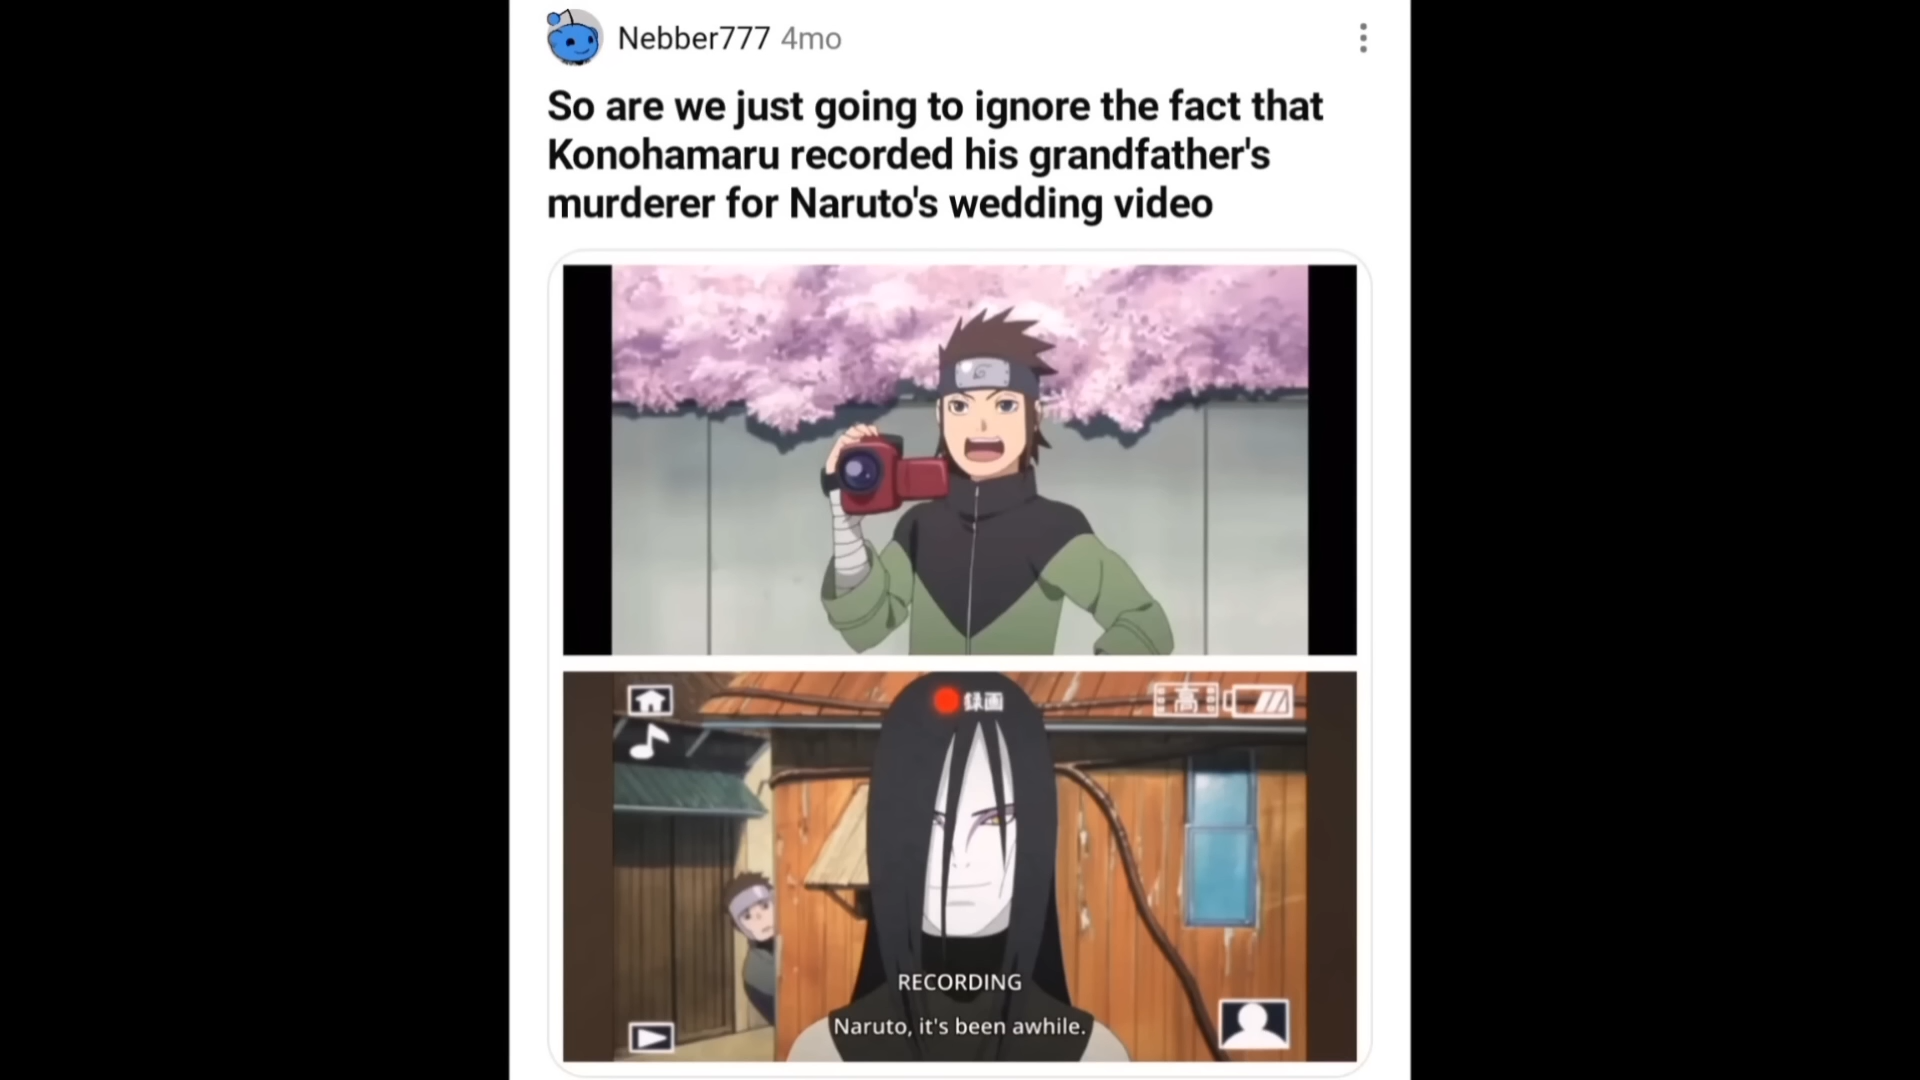 Nebber777 4mo
So are we just going to ignore the fact that
Konohamaru recorded his grandfather's
murderer for Naruto's wedding video
録画
高
RECORDING
Naruto, it's been awhile.